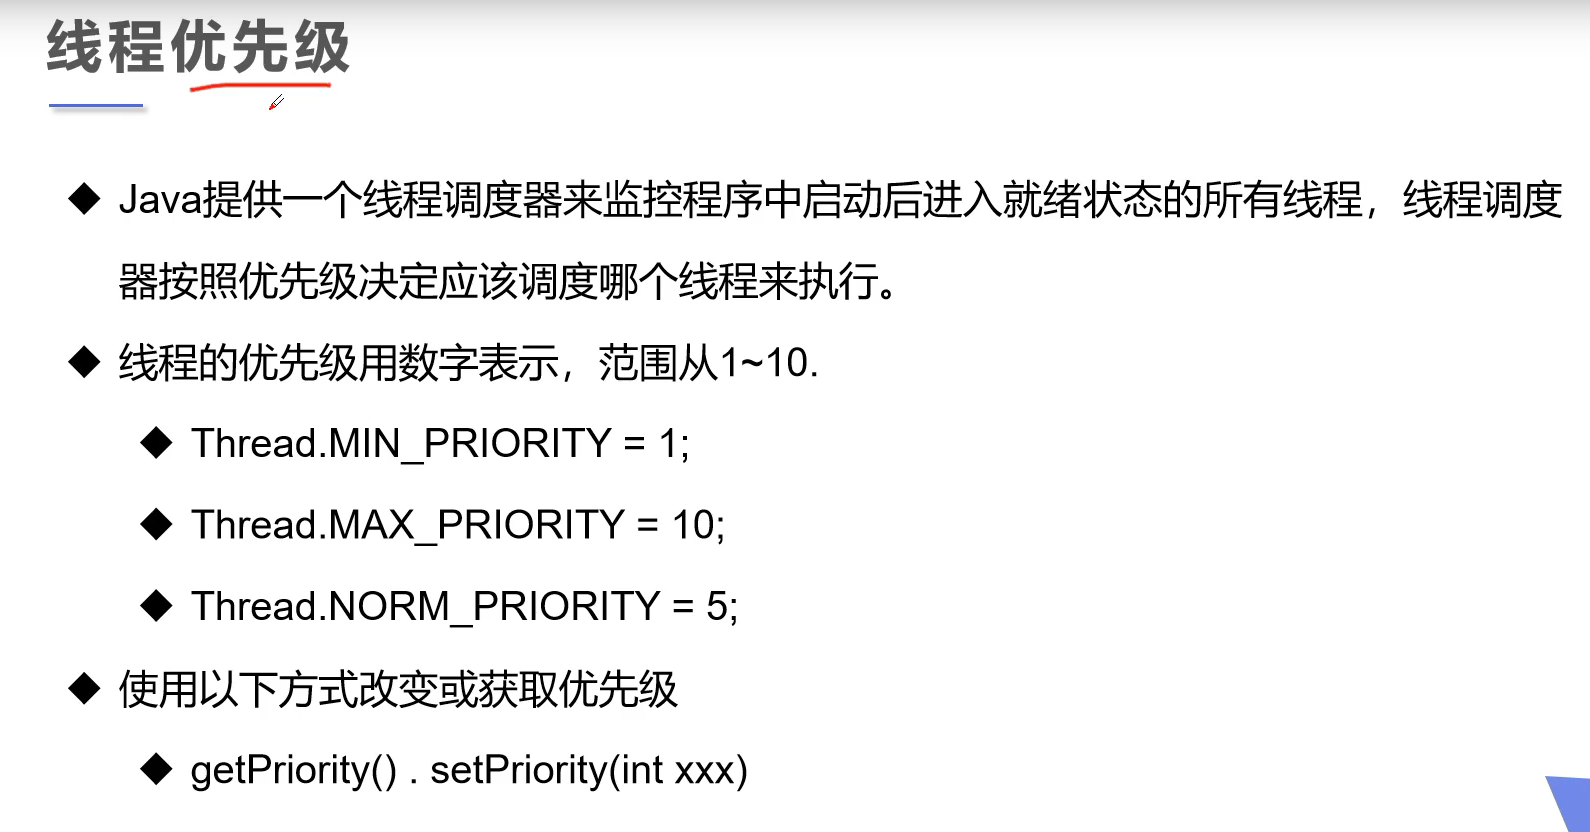 线程优先级
Java提供一个线程调度器来监控程序中启动后进入就绪状态的所有线程，线程调度
器按照优先级决定应该调度哪个线程来执行。
线程的优先级用数字表示，范围从1~10.
Thread.MIN_PRIORITY = 1;
Thread.MAX_PRIORITY = 10;
Thread.NORM_PRIORITY = 5;
使用以下方式改变或获取优先级
getPriority() . setPriority(int xxx)